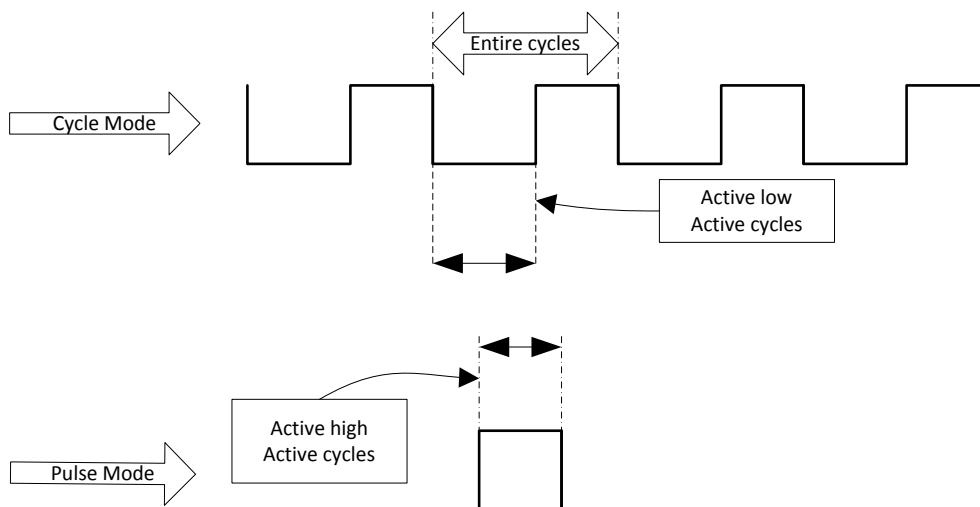 Entire cycles
Cycle Mode
Active low
Active cycles
Active high
Active cycles
Pulse Mode